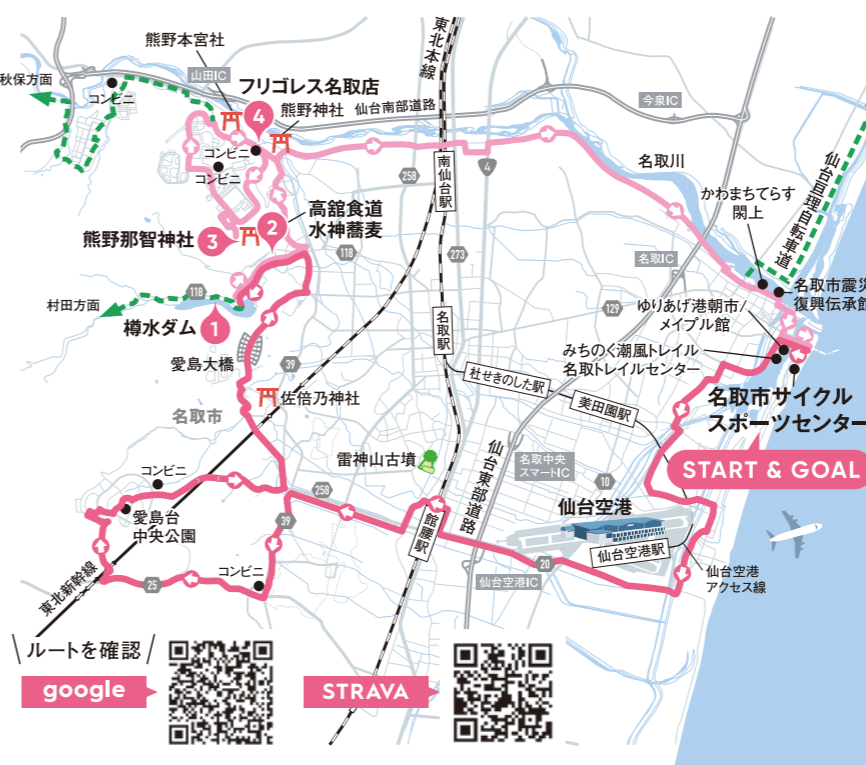 東北本線
熊野本宮社
山田IC
秋保方面
コンビニ
フリゴレス名取店
4
熊野神社
仙台南部道路
今泉IC
コンビニ
コンビニ
258
南仙台駅
4
名取川
仙台亘理自転車道
かわまちてらす
閖上
高舘食道
水神蕎麦
2
熊野那智神社
3
118
273
名取IC
名取市震災
復興伝承館
118
村田方面
樽水ダム
1
129
ゆりあげ港朝市/
メイプル館
名取駅
愛島大橋
39
みちのく潮風トレイル
名取トレイルセンター
杜せきのした駅
美田園駅
佐倍乃神社
名取市
名取市サイクル
スポーツセンター
START & GOAL
雷神山古墳
仙台東部道路
名取中央
スマートIC
10
コンビニ
258
仙台空港
愛島台
中央公園
39
館腰駅
仙台空港駅
20
仙台空港IC
仙台空港
アクセス線
コンビニ
25
東北新幹線
\ルートを確認/
google
STRAVA